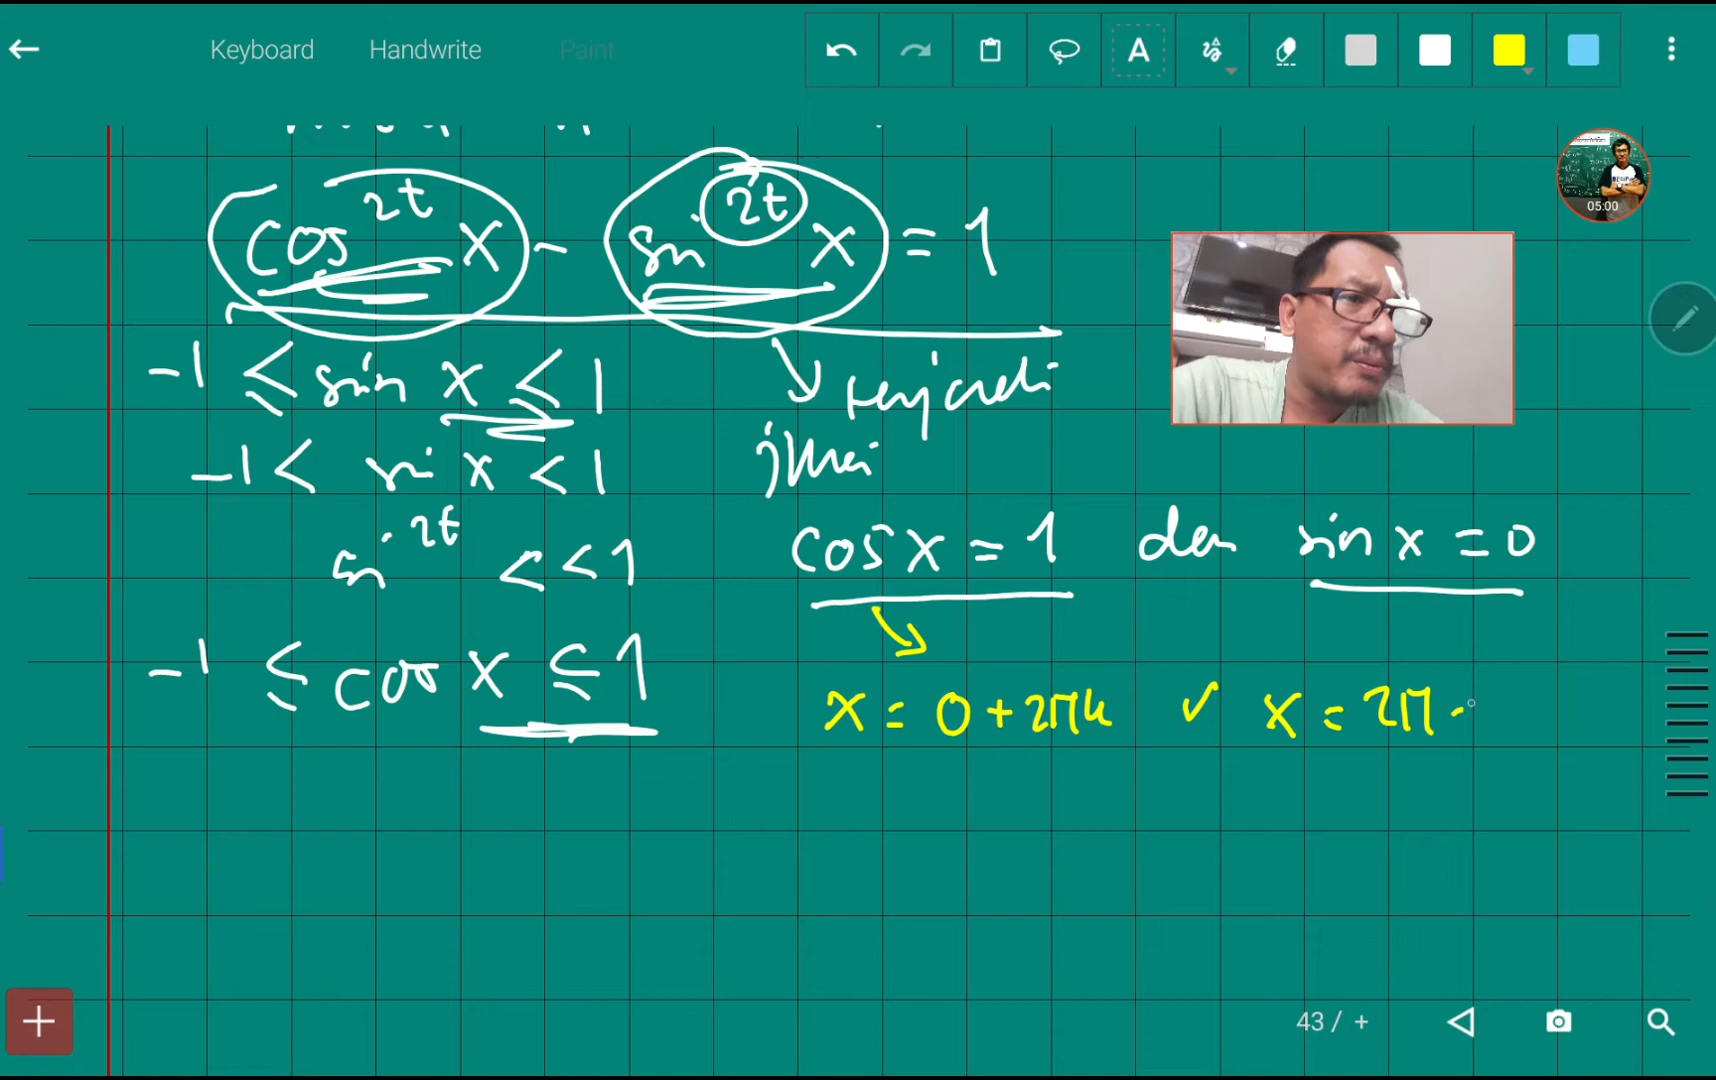 Keyboard Handwrite Paint
A
05:00
cos^2t x - sin^2t x = 1
-1 ≤ sin x ≤ 1
terjadi
-1 < sin x < 1
jika
sin^2t < < 1
cos x = 1 dan sin x = 0
-1 ≤ cos x ≤ 1
x = 0 + 2πk ✓ x = 2π -
43 / +